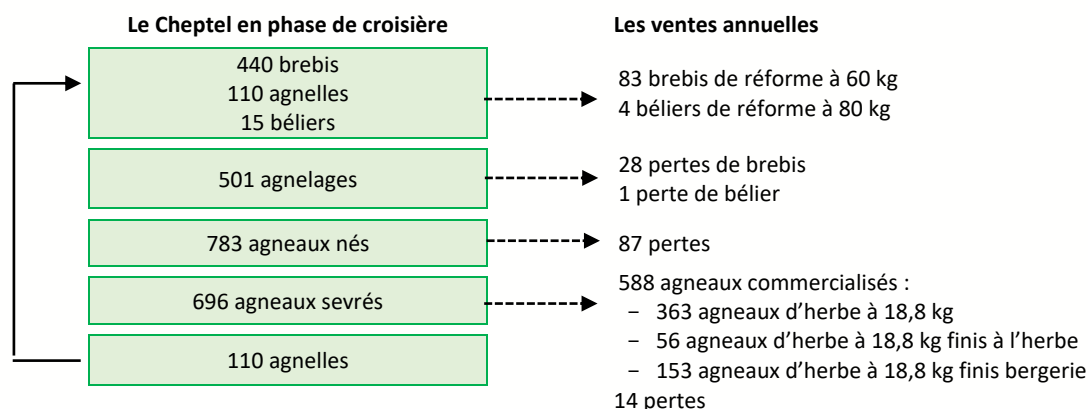 Le Cheptel en phase de croisière
440 brebis
110 agnelles
15 béliers
501 agnelages
783 agneaux nés
696 agneaux sevrés
110 agnelles
Les ventes annuelles
83 brebis de réforme à 60 kg
4 béliers de réforme à 80 kg
28 pertes de brebis
1 perte de bélier
87 pertes
588 agneaux commercialisés :
− 363 agneaux d’herbe à 18,8 kg
− 56 agneaux d’herbe à 18,8 kg finis à l’herbe
− 153 agneaux d’herbe à 18,8 kg finis bergerie
14 pertes